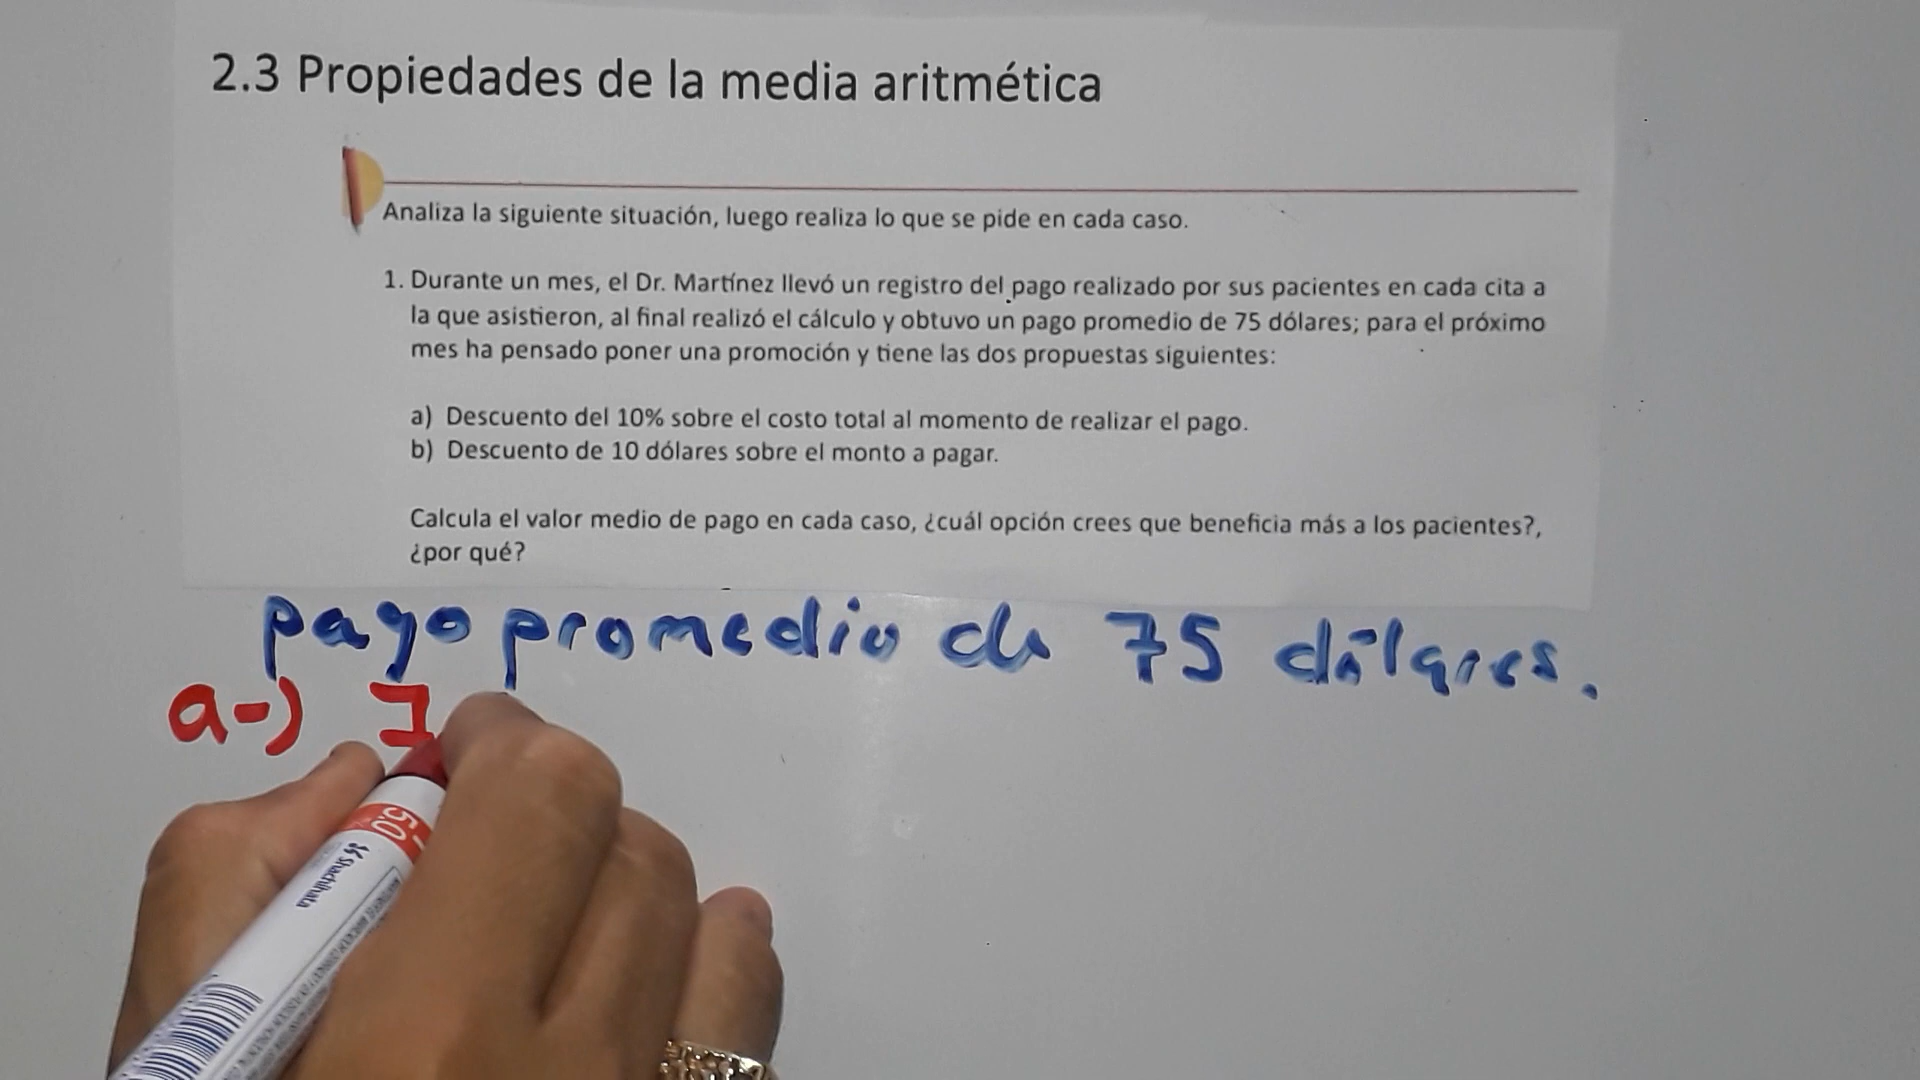 2.3 Propiedades de la media aritmética
Analiza la siguiente situación, luego realiza lo que se pide en cada caso.
1. Durante un mes, el Dr. Martínez llevó un registro del pago realizado por sus pacientes en cada cita a
la que asistieron, al final realizó el cálculo y obtuvo un pago promedio de 75 dólares; para el próximo
mes ha pensado poner una promoción y tiene las dos propuestas siguientes:
a) Descuento del 10% sobre el costo total al momento de realizar el pago.
b) Descuento de 10 dólares sobre el monto a pagar.
Calcula el valor medio de pago en cada caso, ¿cuál opción crees que beneficia más a los pacientes?,
¿por qué?
pago promedio de 75 dólares.
a-)
5.0
Shachihata